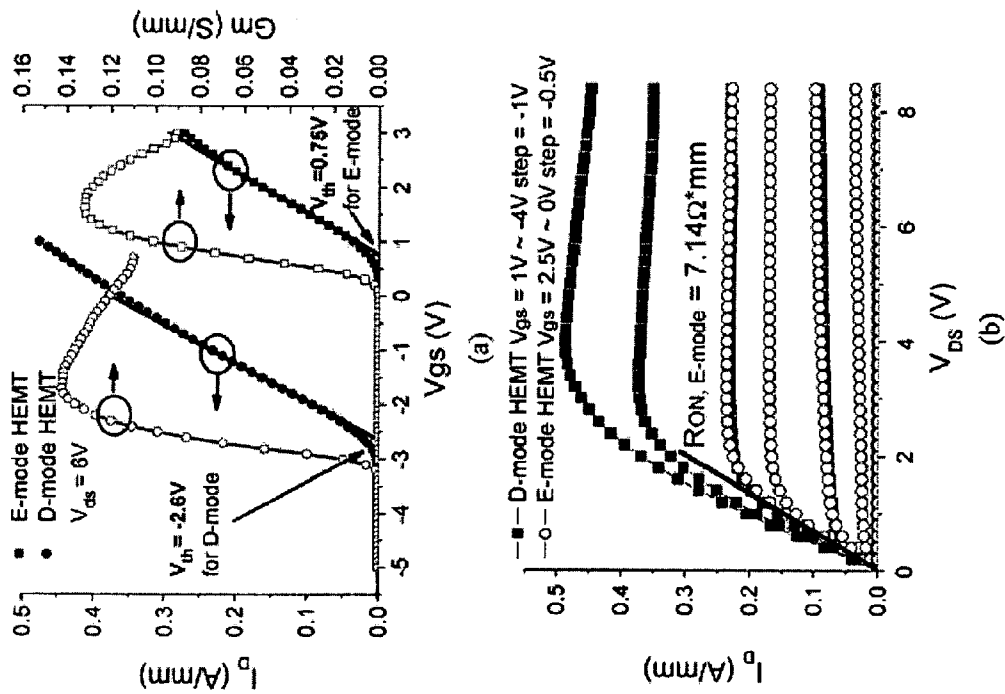 ■ E-mode HEMT
● D-mode HEMT
V_ds = 6V
V_th = -2.6V
for D-mode
V_th = 0.75V
for E-mode
I_D (A/mm)
0.5
0.4
0.3
0.2
0.1
0.0
Gm (S/mm)
0.16
0.14
0.12
0.10
0.08
0.06
0.04
0.02
0.00
-5 -4 -3 -2 -1 0 1 2 3
Vgs (V)
(a)
—■— D-mode HEMT Vgs = 1V ~ -4V step = -1V
—○— E-mode HEMT Vgs = 2.5V ~ 0V step = -0.5V
RON, E-mode = 7.14Ω*mm
I_D (A/mm)
0.5
0.4
0.3
0.2
0.1
0.0
0 2 4 6 8
V_DS (V)
(b)